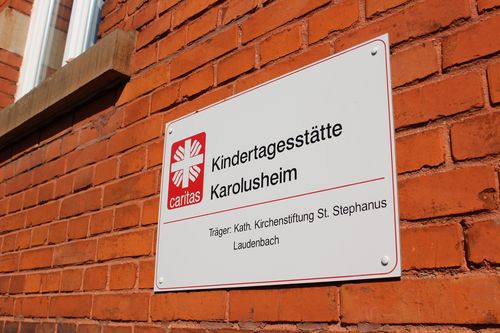 Kindertagesstätte
Karolusheim
caritas
Träger: Kath. Kirchenstiftung St. Stephanus
Laudenbach